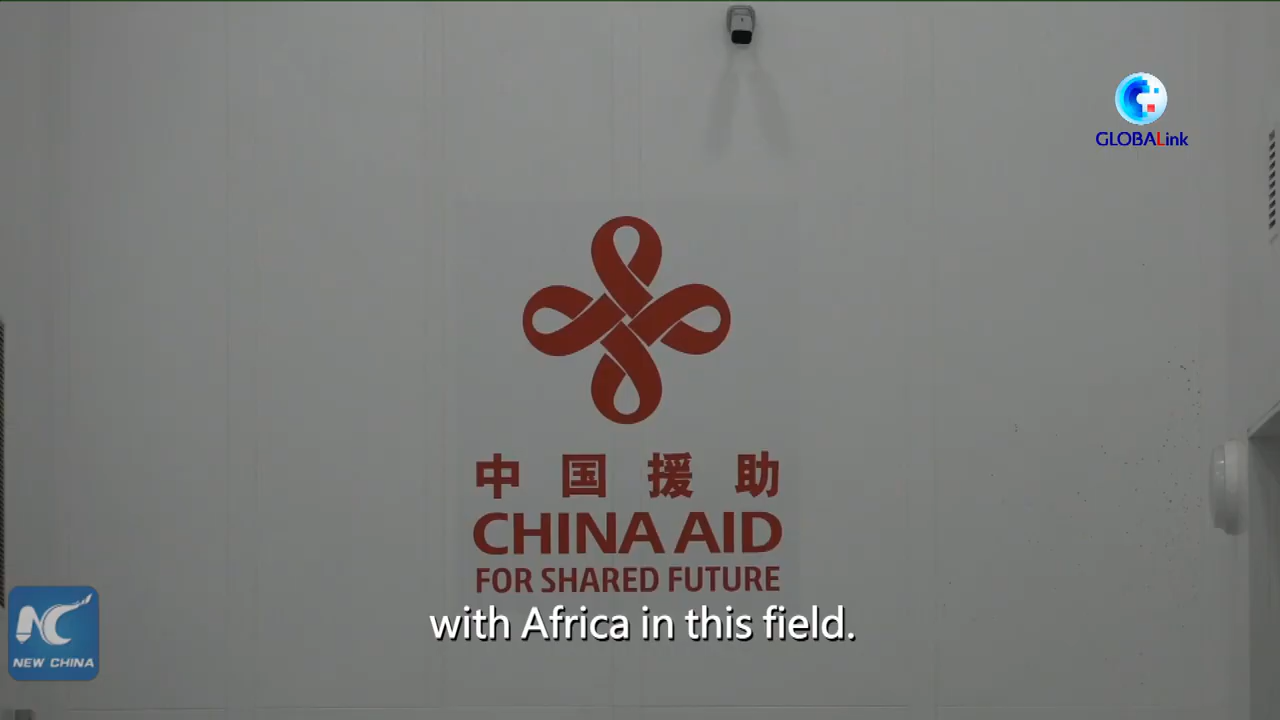 GLOBALink
中国援助
CHINA AID
FOR SHARED FUTURE
with Africa in this field.
NEW CHINA